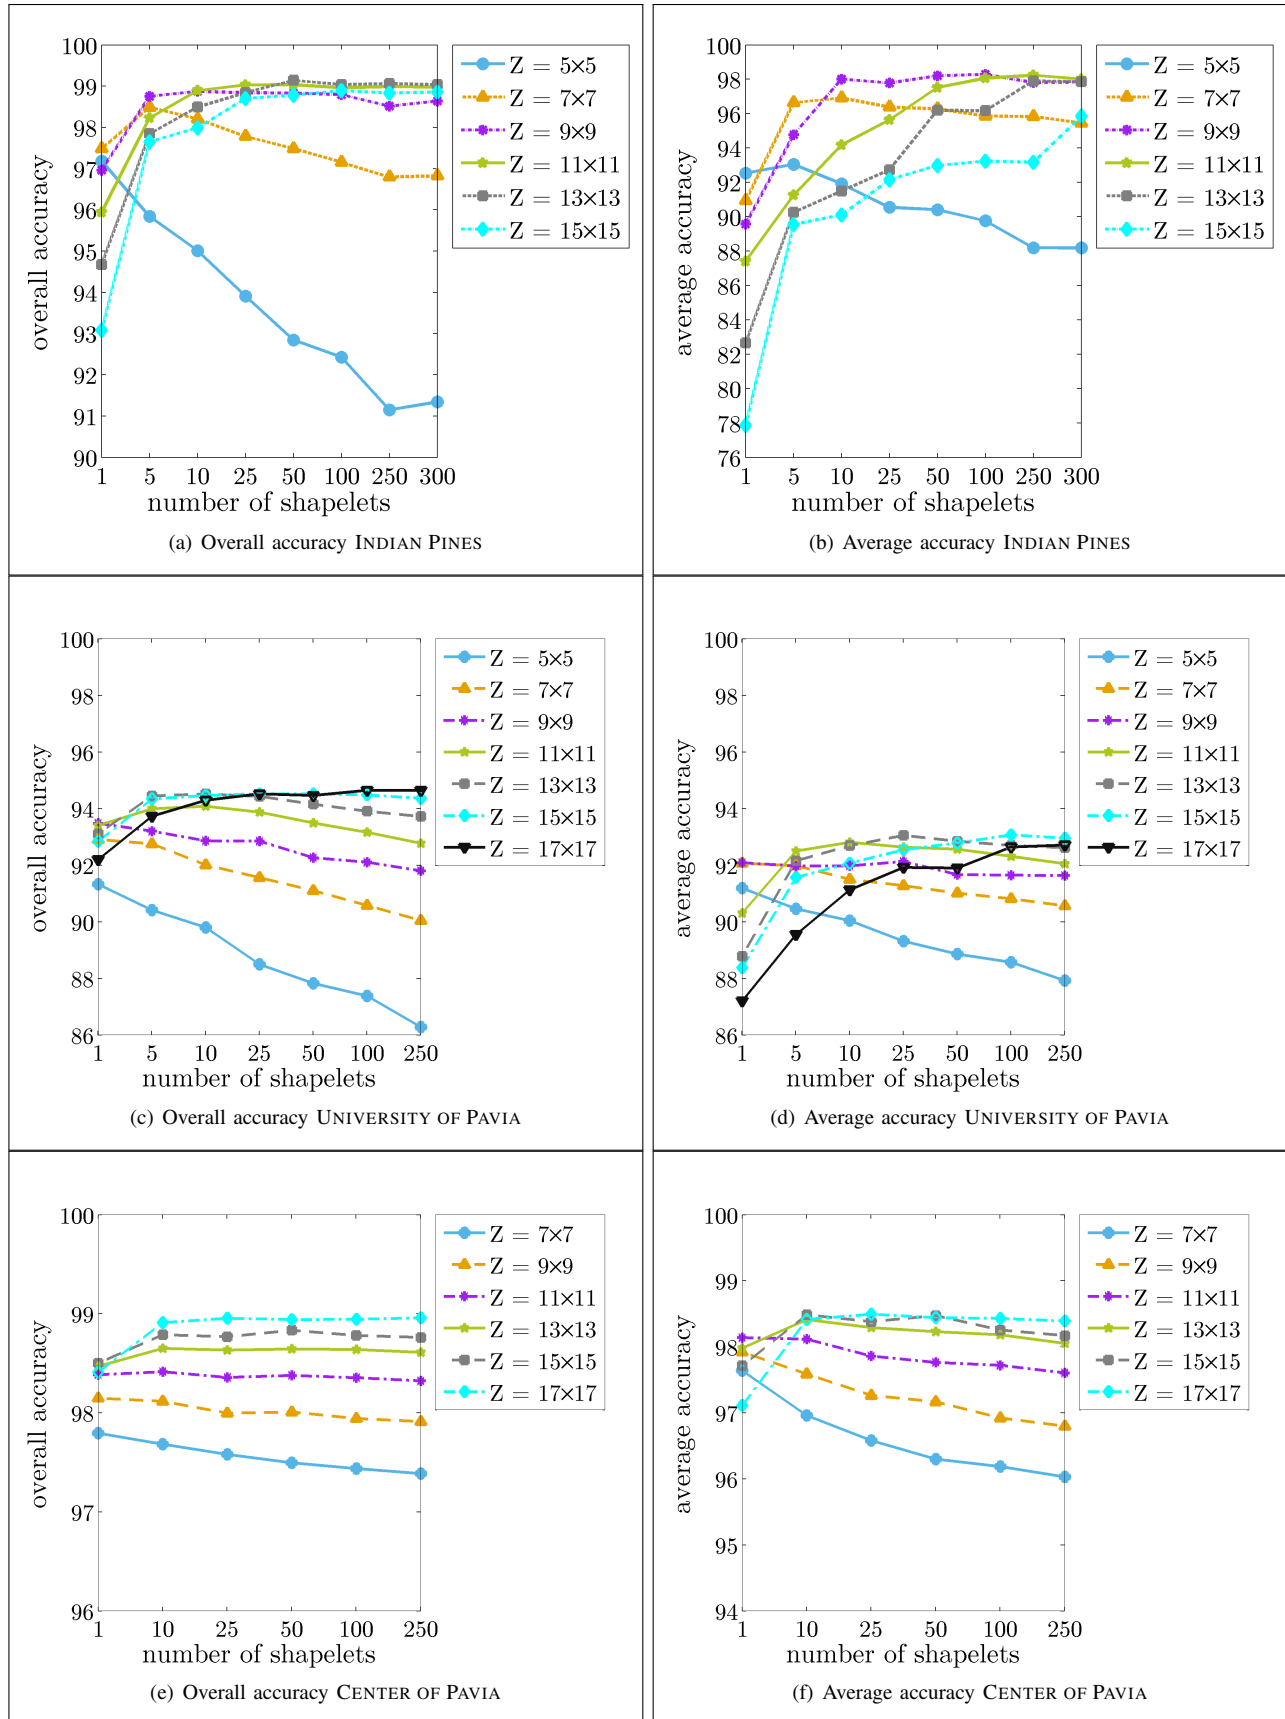 100
99
98
97
96
95
94
93
92
91
90
overall accuracy
1 5 10 25 50 100 250 300
number of shapelets
Z = 5×5
Z = 7×7
Z = 9×9
Z = 11×11
Z = 13×13
Z = 15×15
(a) Overall accuracy INDIAN PINES
100
98
96
94
92
90
88
86
84
82
80
78
76
average accuracy
1 5 10 25 50 100 250 300
number of shapelets
Z = 5×5
Z = 7×7
Z = 9×9
Z = 11×11
Z = 13×13
Z = 15×15
(b) Average accuracy INDIAN PINES
100
98
96
94
92
90
88
86
overall accuracy
1 5 10 25 50 100 250
number of shapelets
Z = 5×5
Z = 7×7
Z = 9×9
Z = 11×11
Z = 13×13
Z = 15×15
Z = 17×17
(c) Overall accuracy UNIVERSITY OF PAVIA
100
98
96
94
92
90
88
86
average accuracy
1 5 10 25 50 100 250
number of shapelets
Z = 5×5
Z = 7×7
Z = 9×9
Z = 11×11
Z = 13×13
Z = 15×15
Z = 17×17
(d) Average accuracy UNIVERSITY OF PAVIA
100
99
98
97
96
overall accuracy
1 10 25 50 100 250
number of shapelets
Z = 7×7
Z = 9×9
Z = 11×11
Z = 13×13
Z = 15×15
Z = 17×17
(e) Overall accuracy CENTER OF PAVIA
100
99
98
97
96
95
94
average accuracy
1 10 25 50 100 250
number of shapelets
Z = 7×7
Z = 9×9
Z = 11×11
Z = 13×13
Z = 15×15
Z = 17×17
(f) Average accuracy CENTER OF PAVIA